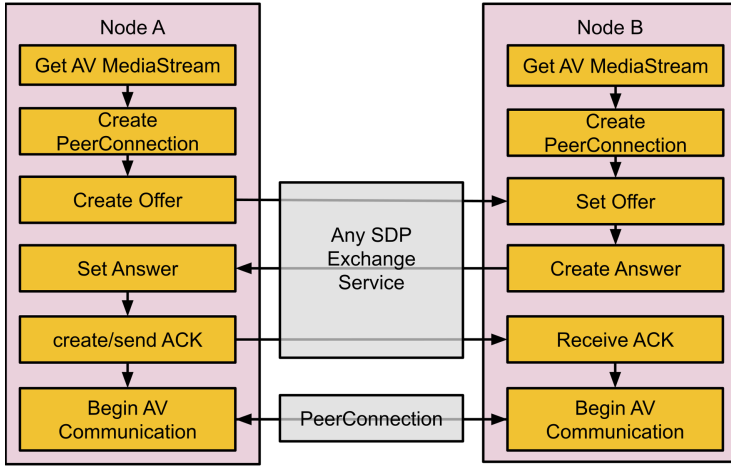 Node A
Get AV MediaStream
Create
PeerConnection
Create Offer
Set Answer
create/send ACK
Begin AV
Communication
Any SDP
Exchange
Service
PeerConnection
Node B
Get AV MediaStream
Create
PeerConnection
Set Offer
Create Answer
Receive ACK
Begin AV
Communication